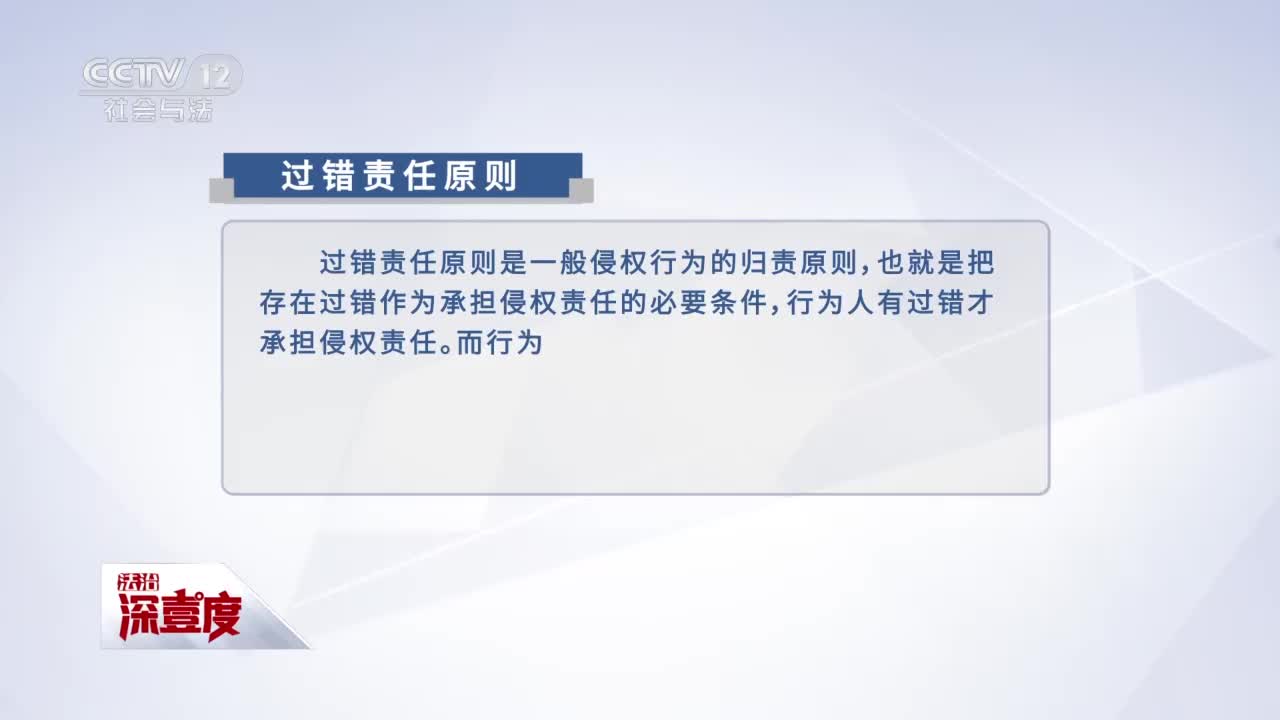 CCTV 12
社会与法
过错责任原则
过错责任原则是一般侵权行为的归责原则,也就是把
存在过错作为承担侵权责任的必要条件,行为人有过错才
承担侵权责任。而行为
法治
深壹度